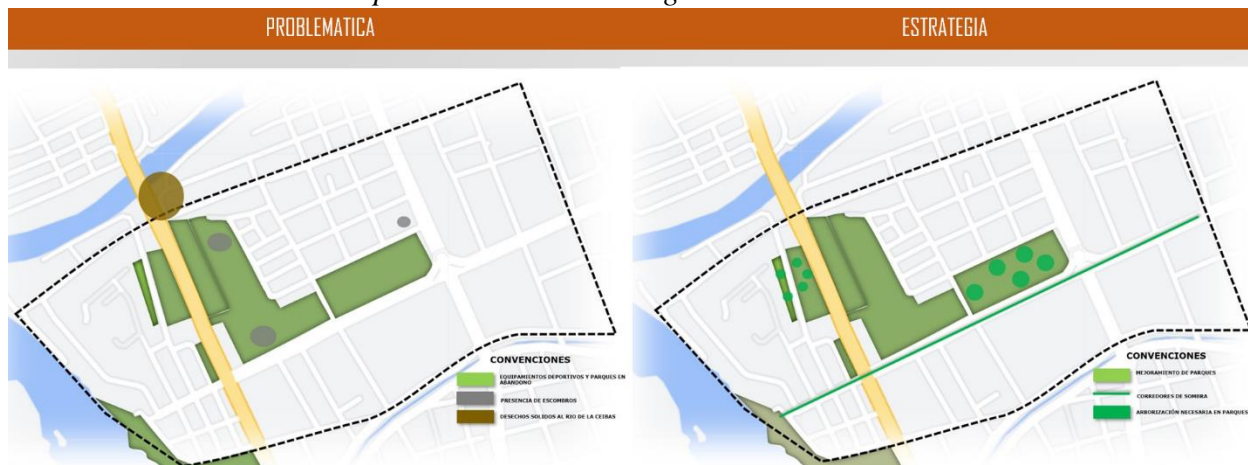 PROBLEMATICA
ESTRATEGIA
CONVENCIONES
EQUIPAMIENTOS DEPORTIVOS Y PARQUES EN
ABANDONO
PRESENCIA DE ESCOMBROS
DESECHOS SOLIDOS AL RIO DE LA CEIBAS
CONVENCIONES
MEJORAMIENTO DE PARQUES
CORREDORES DE SOMBRA
ARBORIZACIÓN NECESARIA EN PARQUES